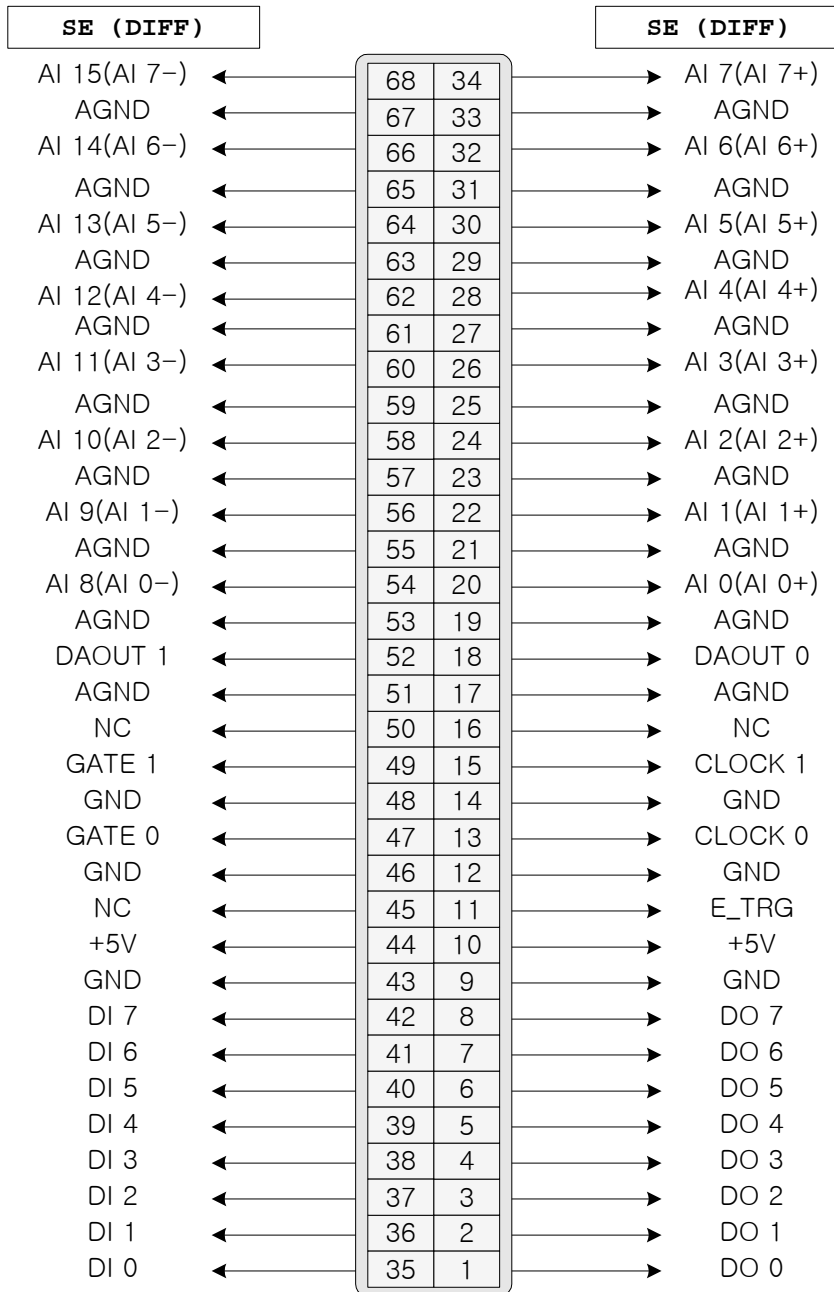 SE (DIFF) SE (DIFF)
AI 15(AI 7-) 68 34 AI 7(AI 7+)
AGND 67 33 AGND
AI 14(AI 6-) 66 32 AI 6(AI 6+)
AGND 65 31 AGND
AI 13(AI 5-) 64 30 AI 5(AI 5+)
AGND 63 29 AGND
AI 12(AI 4-) 62 28 AI 4(AI 4+)
AGND 61 27 AGND
AI 11(AI 3-) 60 26 AI 3(AI 3+)
AGND 59 25 AGND
AI 10(AI 2-) 58 24 AI 2(AI 2+)
AGND 57 23 AGND
AI 9(AI 1-) 56 22 AI 1(AI 1+)
AGND 55 21 AGND
AI 8(AI 0-) 54 20 AI 0(AI 0+)
AGND 53 19 AGND
DAOUT 1 52 18 DAOUT 0
AGND 51 17 AGND
NC 50 16 NC
GATE 1 49 15 CLOCK 1
GND 48 14 GND
GATE 0 47 13 CLOCK 0
GND 46 12 GND
NC 45 11 E_TRG
+5V 44 10 +5V
GND 43 9 GND
DI 7 42 8 DO 7
DI 6 41 7 DO 6
DI 5 40 6 DO 5
DI 4 39 5 DO 4
DI 3 38 4 DO 3
DI 2 37 3 DO 2
DI 1 36 2 DO 1
DI 0 35 1 DO 0